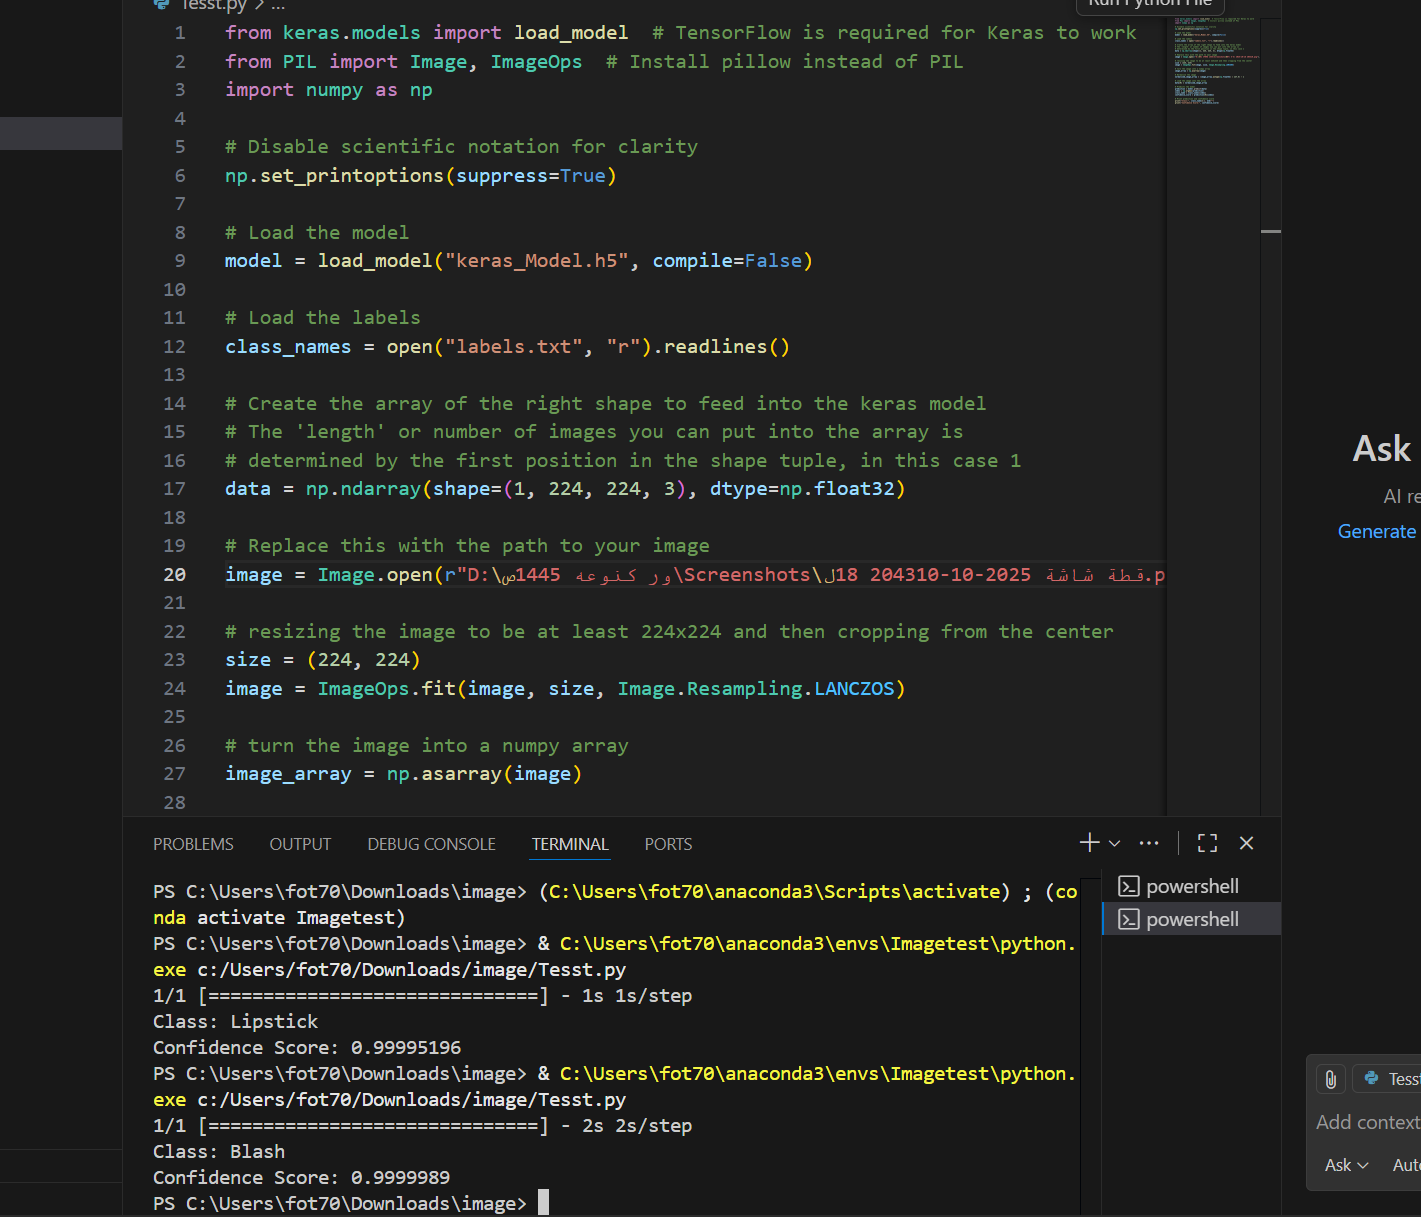 Tesst.py > ...
Run Python File
1 from keras.models import load_model  # TensorFlow is required for Keras to work
2 from PIL import Image, ImageOps  # Install pillow instead of PIL
3 import numpy as np
4
5 # Disable scientific notation for clarity
6 np.set_printoptions(suppress=True)
7
8 # Load the model
9 model = load_model("keras_Model.h5", compile=False)
10
11 # Load the labels
12 class_names = open("labels.txt", "r").readlines()
13
14 # Create the array of the right shape to feed into the keras model
15 # The 'length' or number of images you can put into the array is
16 # determined by the first position in the shape tuple, in this case 1
17 data = np.ndarray(shape=(1, 224, 224, 3), dtype=np.float32)
18
19 # Replace this with the path to your image
20 image = Image.open(r"D:\ص1445 ور كنوعه\Screenshots\ل18 204310-10-2025 قطة شاشة.p
21
22 # resizing the image to be at least 224x224 and then cropping from the center
23 size = (224, 224)
24 image = ImageOps.fit(image, size, Image.Resampling.LANCZOS)
25
26 # turn the image into a numpy array
27 image_array = np.asarray(image)
28
PROBLEMS OUTPUT DEBUG CONSOLE TERMINAL PORTS
PS C:\Users\fot70\Downloads\image> (C:\Users\fot70\anaconda3\Scripts\activate) ; (co
nda activate Imagetest)
PS C:\Users\fot70\Downloads\image> & C:\Users\fot70\anaconda3\envs\Imagetest\python.
exe c:/Users/fot70/Downloads/image/Tesst.py
1/1 [==============================] - 1s 1s/step
Class: Lipstick
Confidence Score: 0.99995196
PS C:\Users\fot70\Downloads\image> & C:\Users\fot70\anaconda3\envs\Imagetest\python.
exe c:/Users/fot70/Downloads/image/Tesst.py
1/1 [==============================] - 2s 2s/step
Class: Blash
Confidence Score: 0.9999989
PS C:\Users\fot70\Downloads\image>
powershell
powershell
Ask
AI re
Generate
Tesst
Add context
Ask
Aut